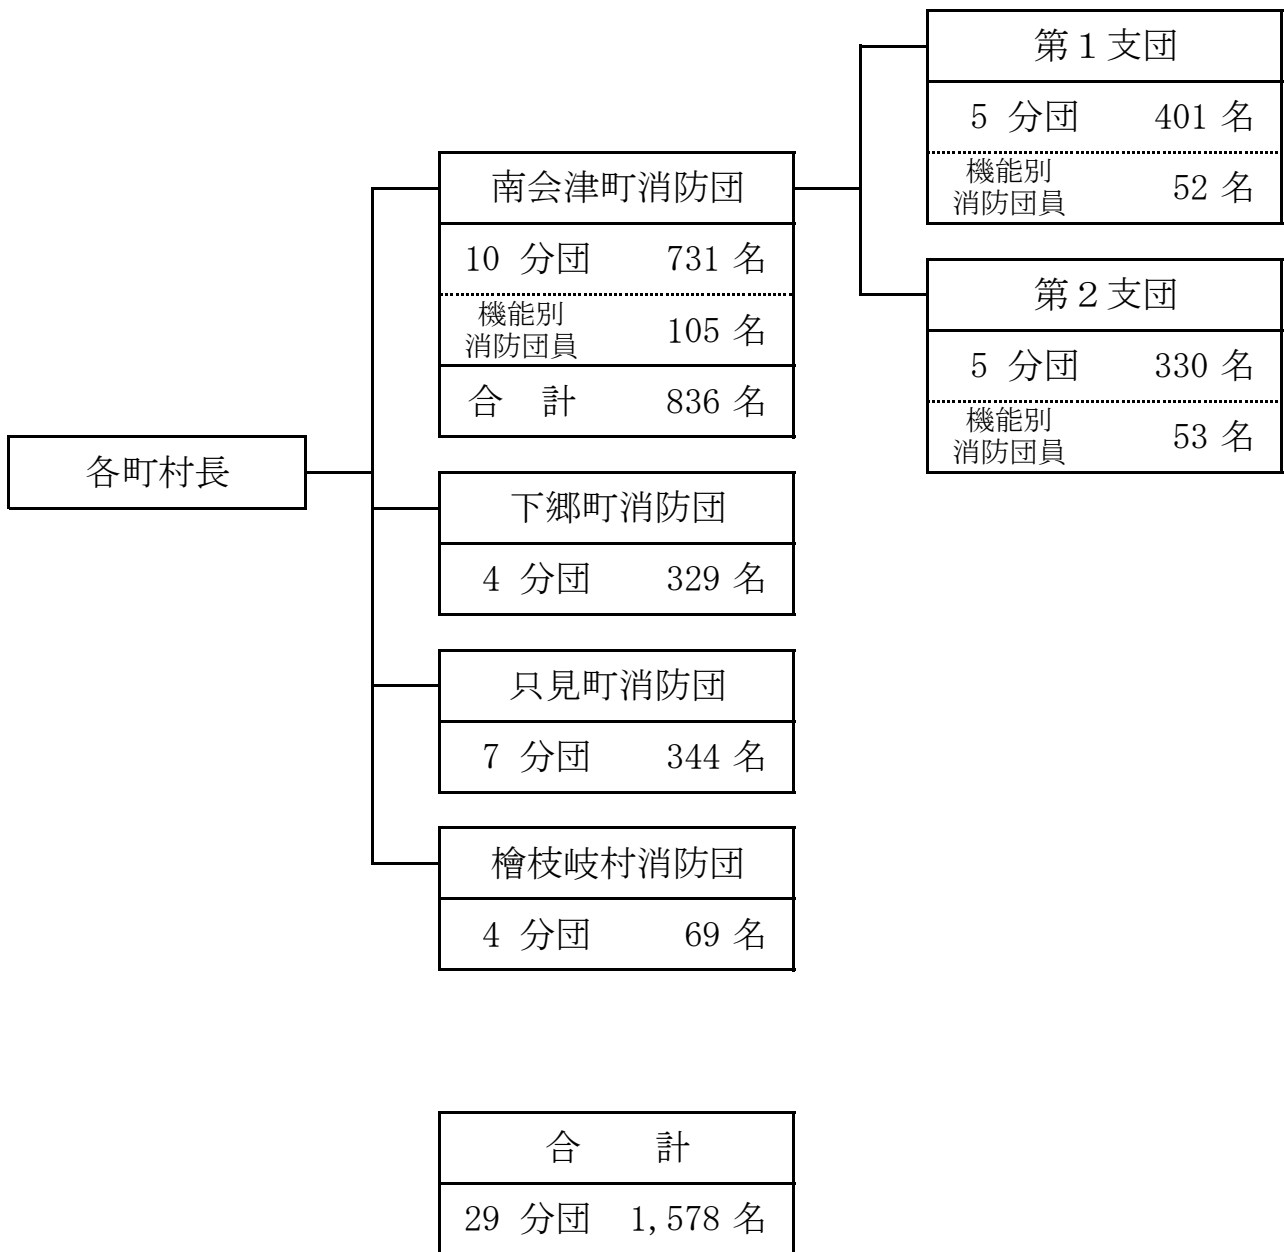 各町村長
南会津町消防団
10 分団 731 名
機能別
消防団員 105 名
合 計 836 名
第1支団
5 分団 401 名
機能別
消防団員 52 名
第2支団
5 分団 330 名
機能別
消防団員 53 名
下郷町消防団
4 分団 329 名
只見町消防団
7 分団 344 名
檜枝岐村消防団
4 分団 69 名
合 計
29 分団 1,578 名